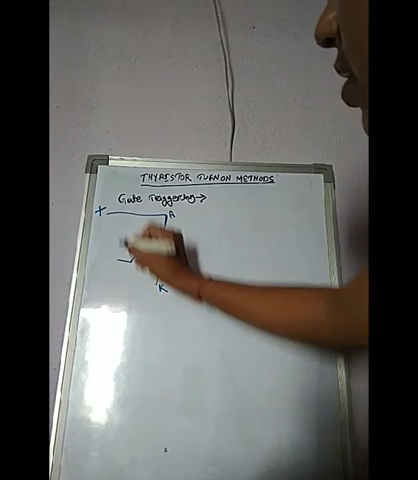 THYRISTOR TURNON METHODS
Gate Triggering →
+ A
K